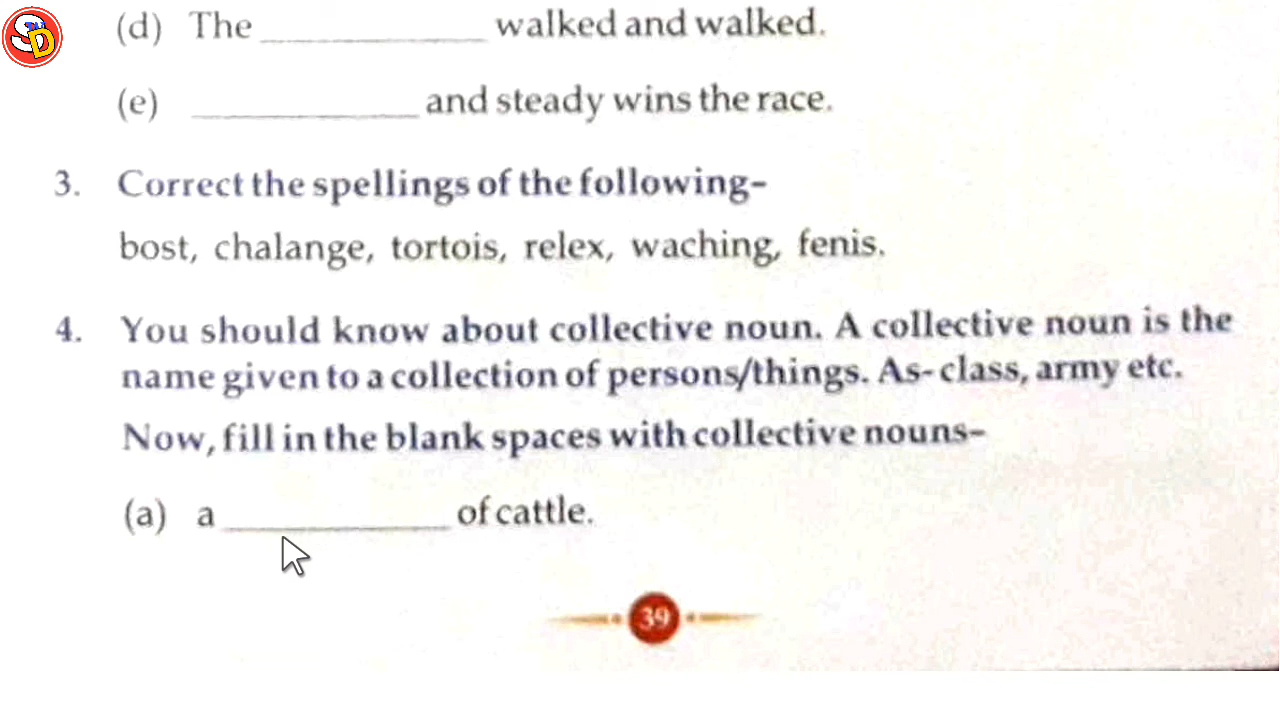 (d) The ____________ walked and walked.
(e) ____________ and steady wins the race.
3. Correct the spellings of the following-
bost, chalange, tortois, relex, waching, fenis.
4. You should know about collective noun. A collective noun is the
name given to a collection of persons/things. As- class, army etc.
Now, fill in the blank spaces with collective nouns-
(a) a ____________ of cattle.
39